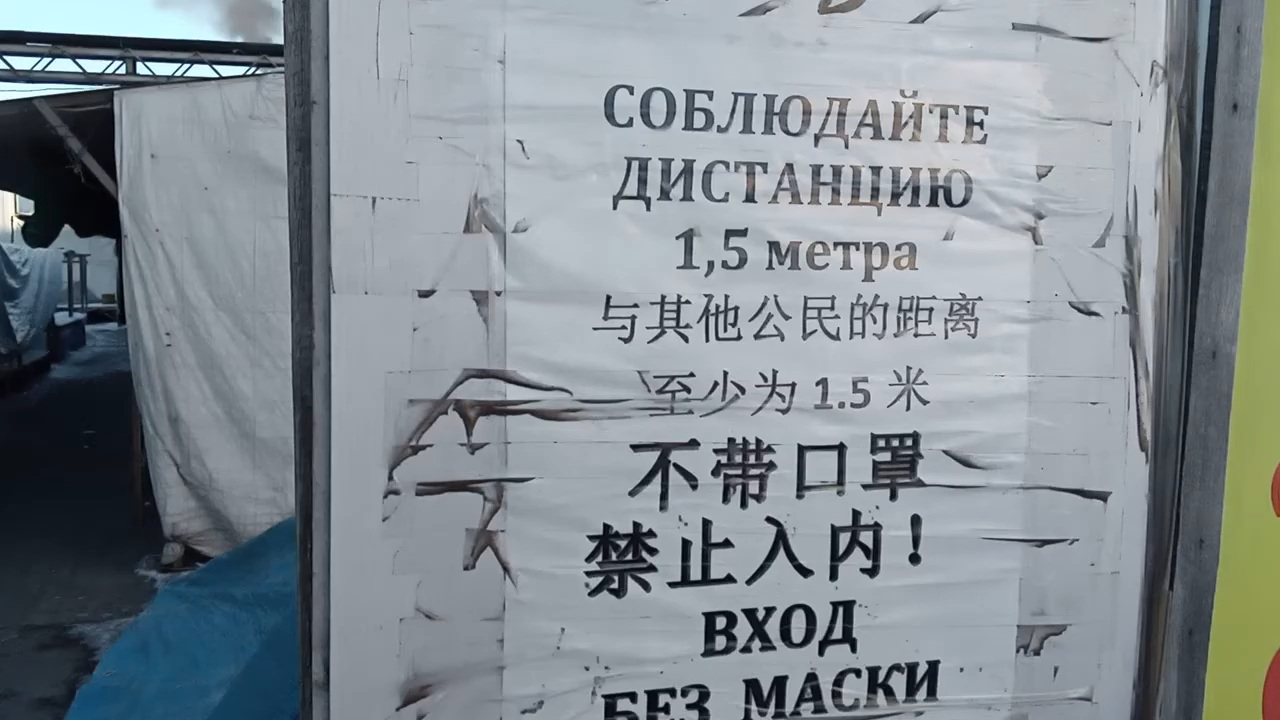 СОБЛЮДАЙТЕ
ДИСТАНЦИЮ
1,5 метра
与其他公民的距离
至少为 1.5 米
不带口罩
禁止入内！
ВХОД
БЕЗ МАСКИ